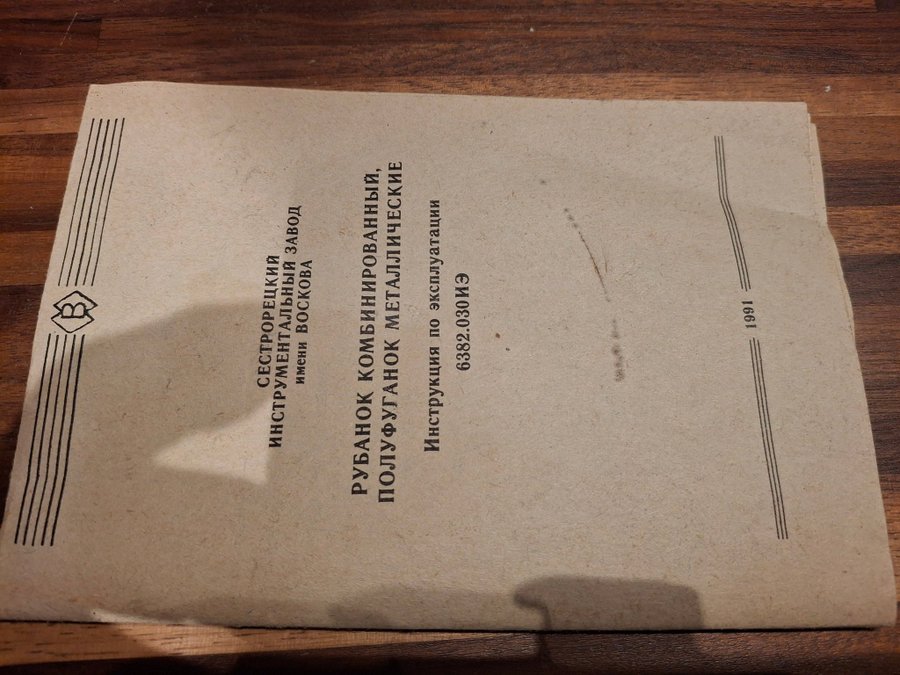 В
СЕСТРОРЕЦКИЙ
ИНСТРУМЕНТАЛЬНЫЙ ЗАВОД
имени ВОСКОВА
РУБАНОК КОМБИНИРОВАННЫЙ,
ПОЛУФУГАНОК МЕТАЛЛИЧЕСКИЕ
Инструкция по эксплуатации
6382.030ИЭ
1991